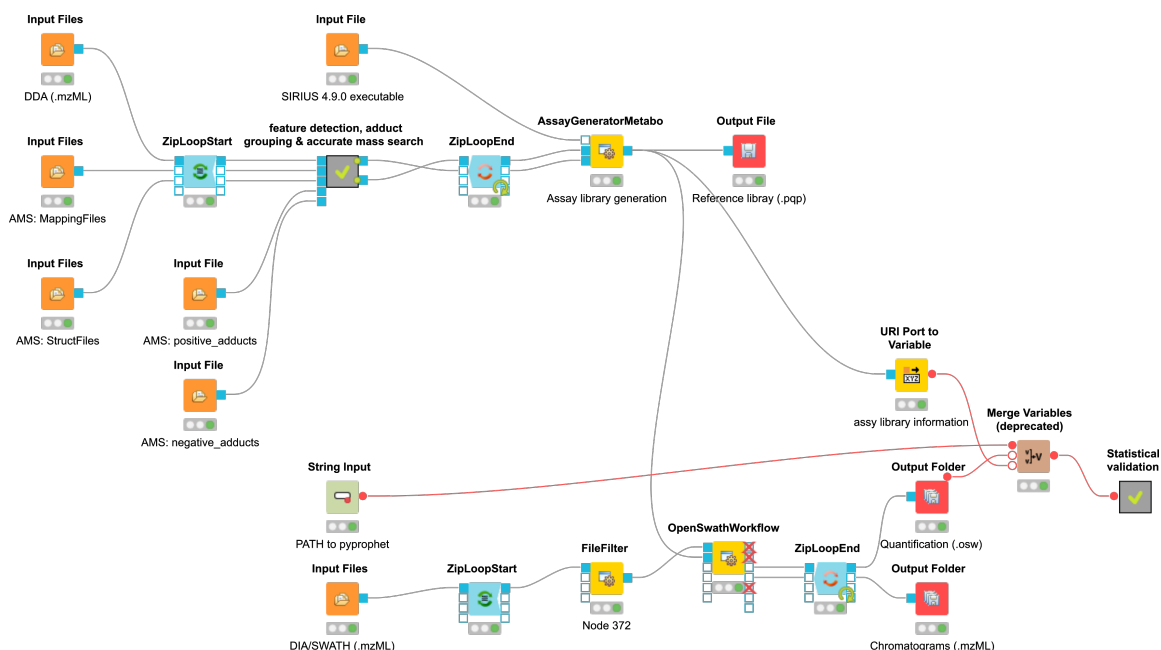 Input Files
DDA (.mzML)
Input File
SIRIUS 4.9.0 executable
Input Files
AMS: MappingFiles
ZipLoopStart
feature detection, adduct
grouping & accurate mass search
ZipLoopEnd
AssayGeneratorMetabo
Assay library generation
Output File
Reference libray (.pqp)
Input Files
AMS: StructFiles
Input File
AMS: positive_adducts
Input File
AMS: negative_adducts
URI Port to
Variable
XYZ
assy library information
Merge Variables
(deprecated)
V
V
V
Statistical
validation
String Input
PATH to pyprophet
Output Folder
Quantification (.osw)
OpenSwathWorkflow
ZipLoopEnd
FileFilter
Node 372
Input Files
DIA/SWATH (.mzML)
ZipLoopStart
Output Folder
Chromatograms (.mzML)